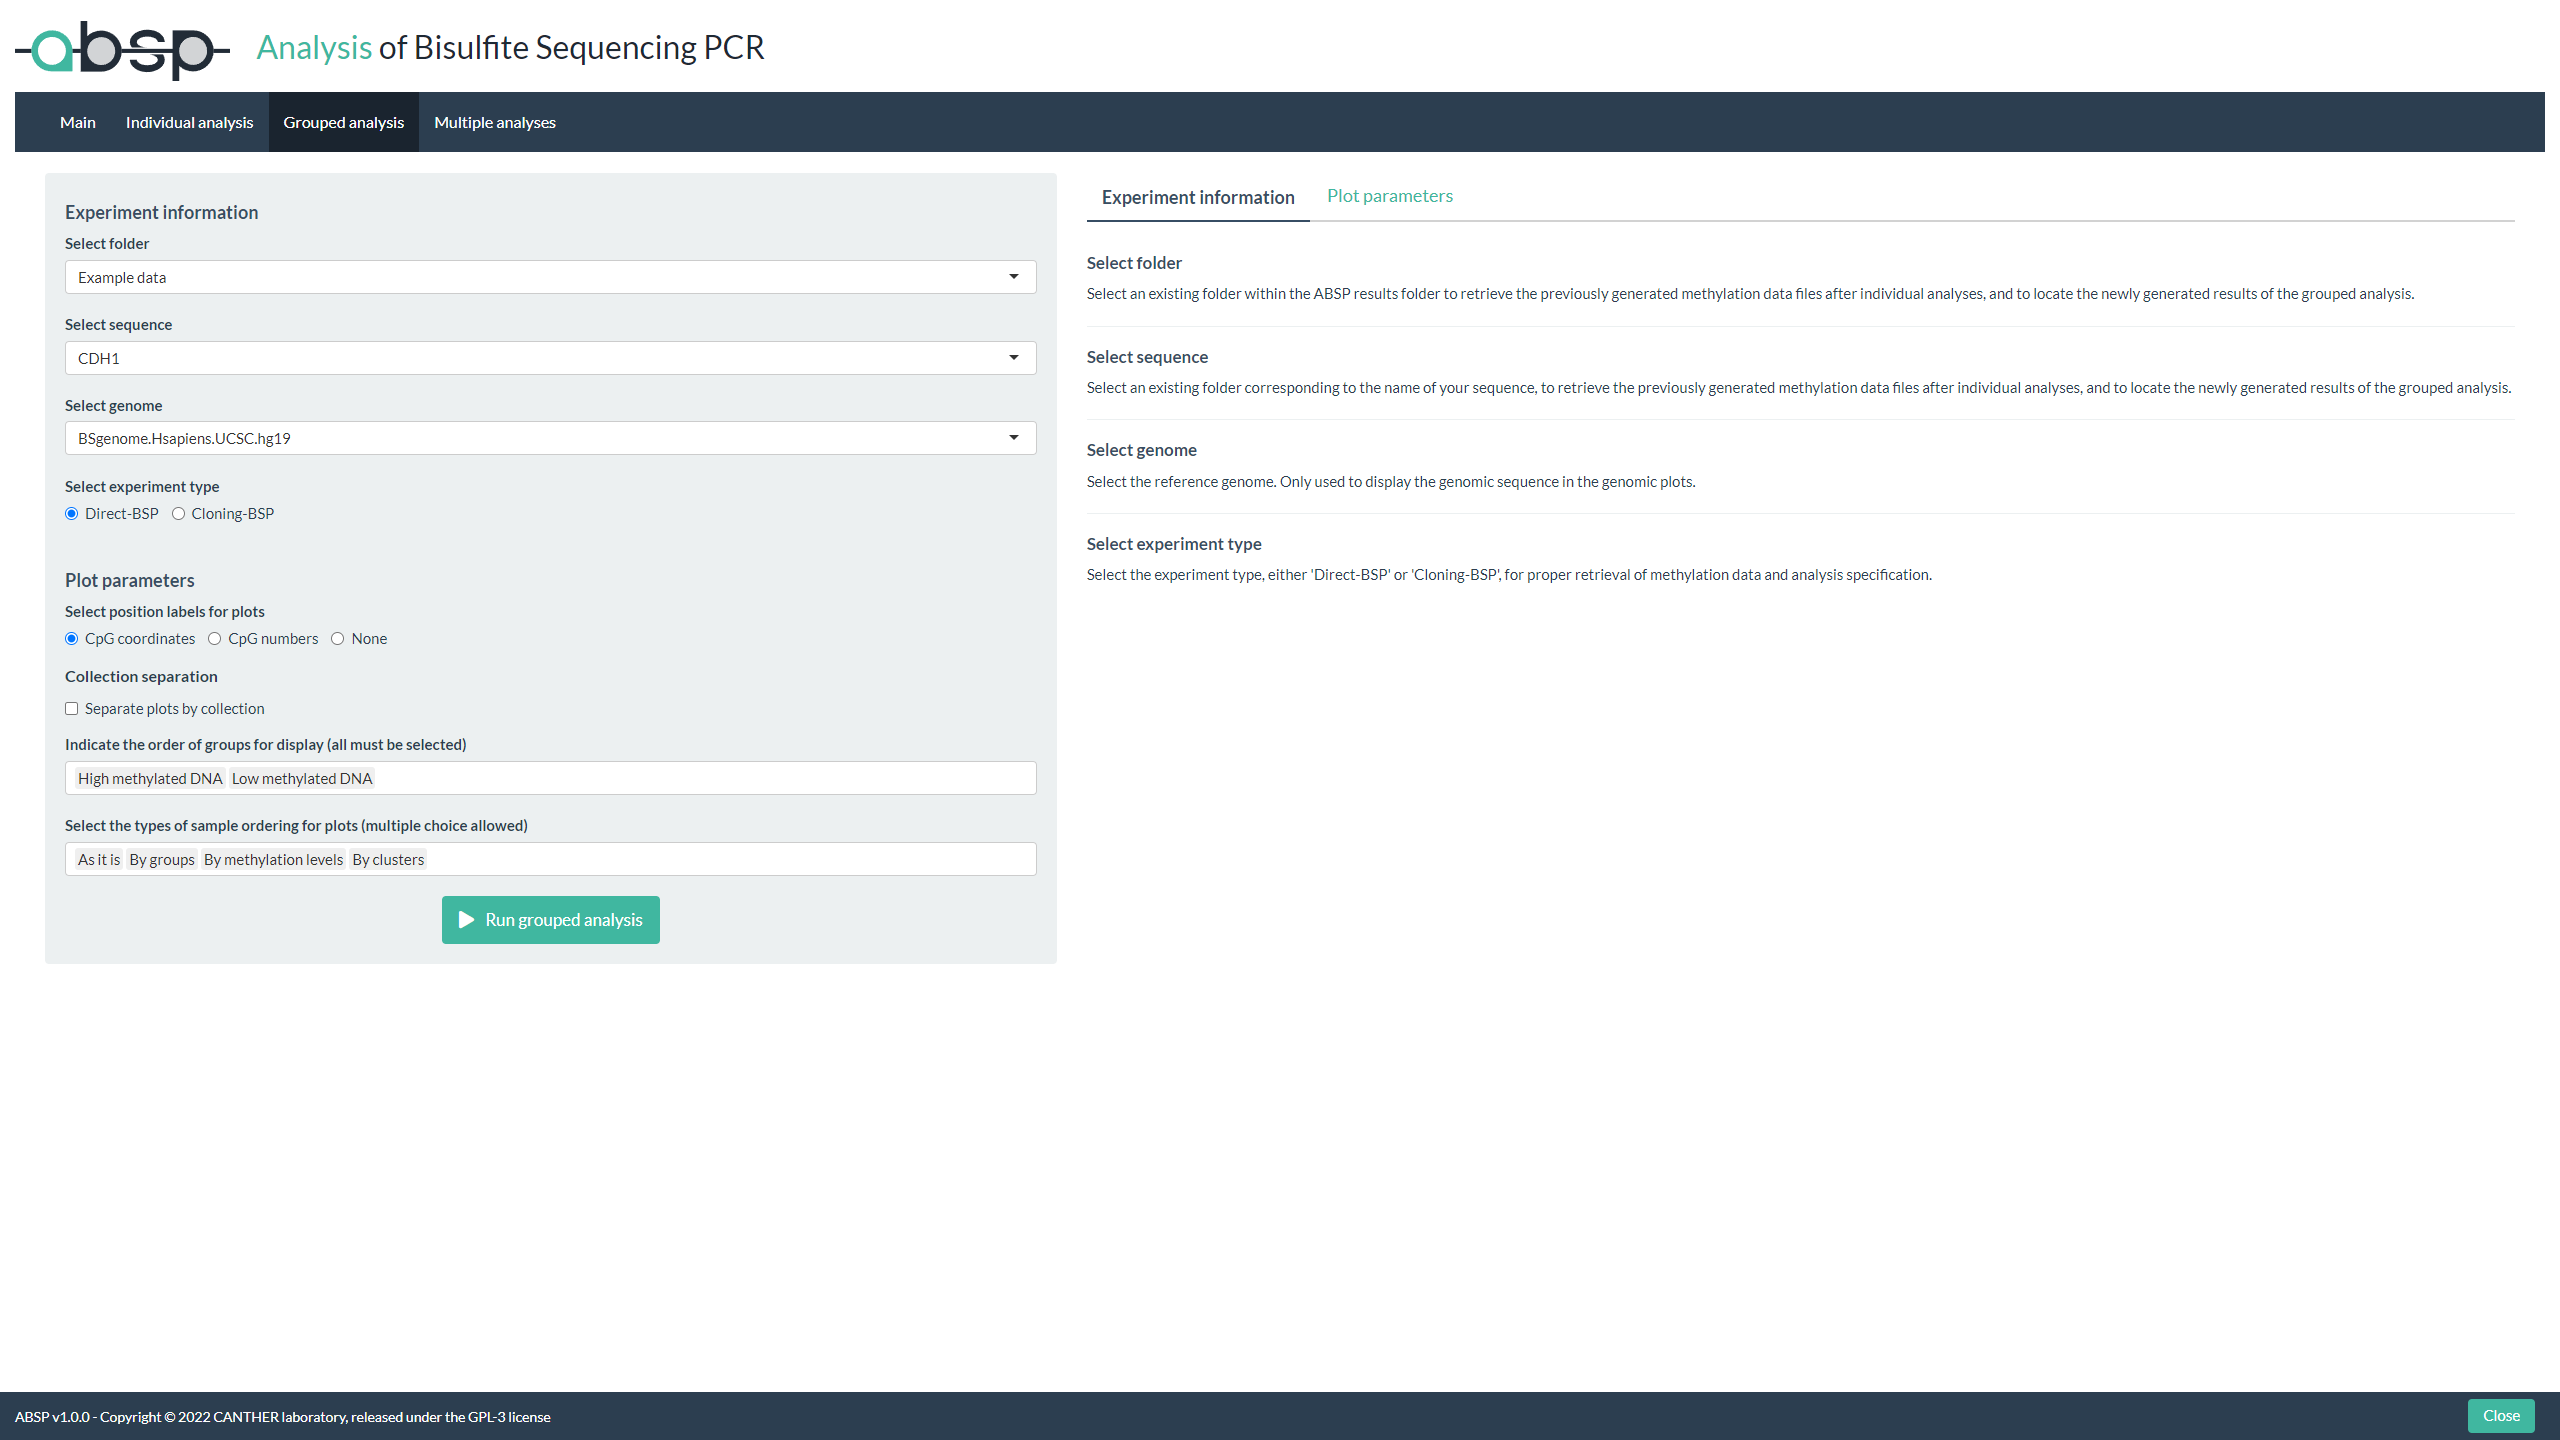 absp Analysis of Bisulfite Sequencing PCR
Main Individual analysis Grouped analysis Multiple analyses
Experiment information
Select folder
Example data
Select sequence
CDH1
Select genome
BSgenome.Hsapiens.UCSC.hg19
Select experiment type
Direct-BSP Cloning-BSP
Plot parameters
Select position labels for plots
CpG coordinates CpG numbers None
Collection separation
Separate plots by collection
Indicate the order of groups for display (all must be selected)
High methylated DNA Low methylated DNA
Select the types of sample ordering for plots (multiple choice allowed)
As it is By groups By methylation levels By clusters
Run grouped analysis
Experiment information Plot parameters
Select folder
Select an existing folder within the ABSP results folder to retrieve the previously generated methylation data files after individual analyses, and to locate the newly generated results of the grouped analysis.
Select sequence
Select an existing folder corresponding to the name of your sequence, to retrieve the previously generated methylation data files after individual analyses, and to locate the newly generated results of the grouped analysis.
Select genome
Select the reference genome. Only used to display the genomic sequence in the genomic plots.
Select experiment type
Select the experiment type, either 'Direct-BSP' or 'Cloning-BSP', for proper retrieval of methylation data and analysis specification.
ABSP v1.0.0 - Copyright © 2022 CANTHER laboratory, released under the GPL-3 license
Close